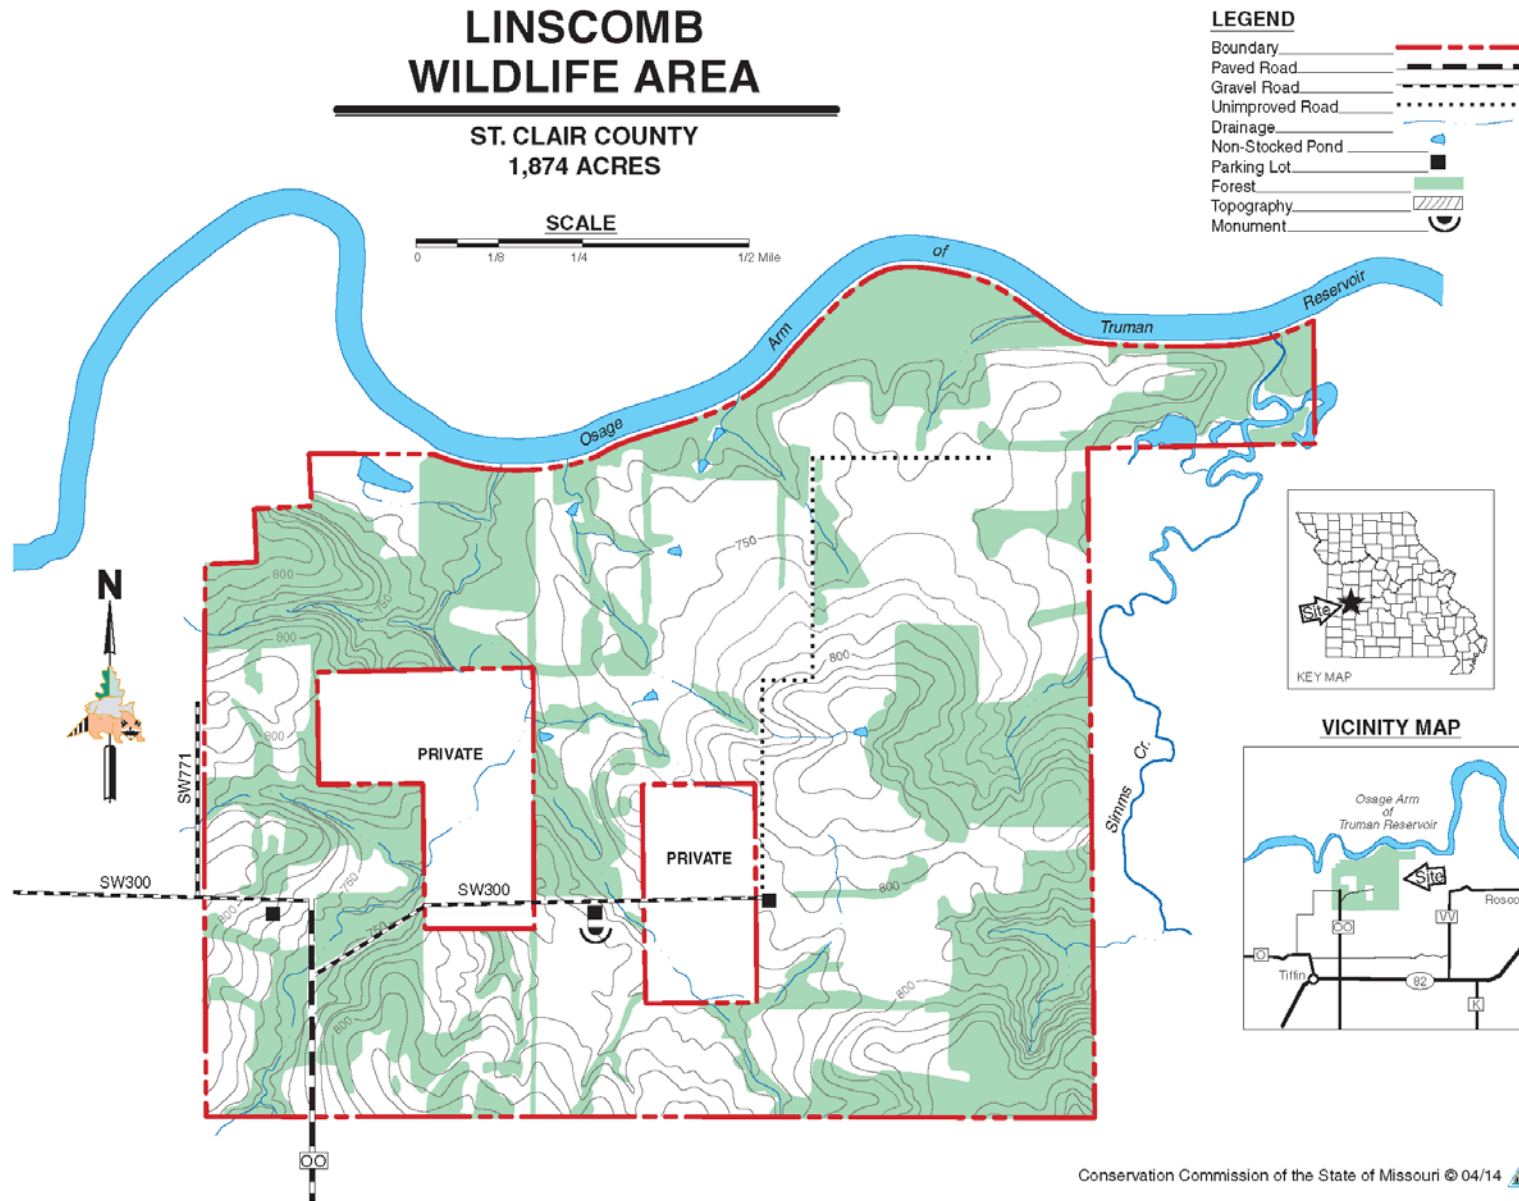 LINSCOMB
WILDLIFE AREA
ST. CLAIR COUNTY
1,874 ACRES
SCALE
0 1/8 1/4 1/2 Mile
LEGEND
Boundary
Paved Road
Gravel Road
Unimproved Road
Drainage
Non-Stocked Pond
Parking Lot
Forest
Topography
Monument
Osage Arm of Truman Reservoir
N
750
800
750
800
800
800
PRIVATE
SW771
Simms Cr.
PRIVATE
SW300
SW300
750
800
800
750
800
800
OO
Site
KEY MAP
VICINITY MAP
Osage Arm
of
Truman Reservoir
Site
Rosco
OO
VV
O
Tiffin
82
K
Conservation Commission of the State of Missouri © 04/14